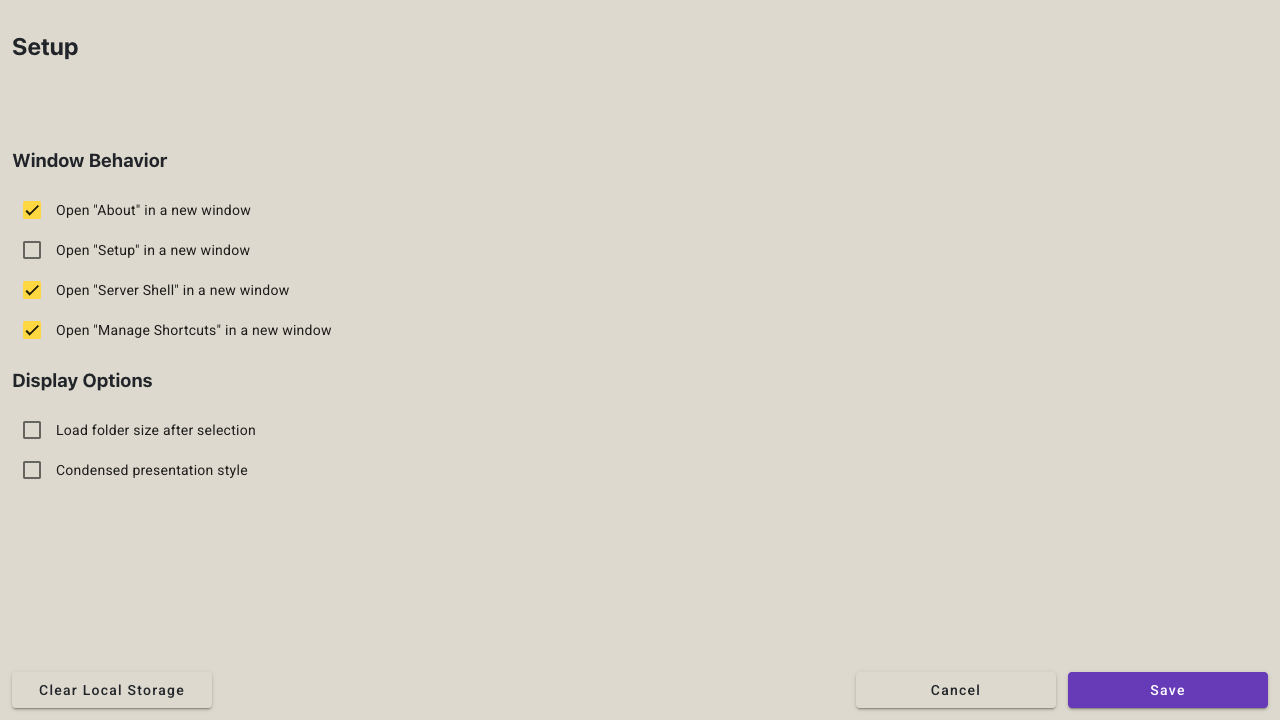 Setup
Window Behavior
Open "About" in a new window
Open "Setup" in a new window
Open "Server Shell" in a new window
Open "Manage Shortcuts" in a new window
Display Options
Load folder size after selection
Condensed presentation style
Clear Local Storage
Cancel
Save